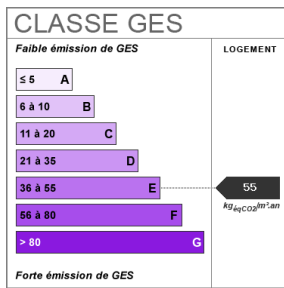 CLASSE GES
Faible émission de GES
LOGEMENT
≤ 5 A
6 à 10 B
11 à 20 C
21 à 35 D
36 à 55 E
55
kgéqCO2/m².an
56 à 80 F
> 80 G
Forte émission de GES